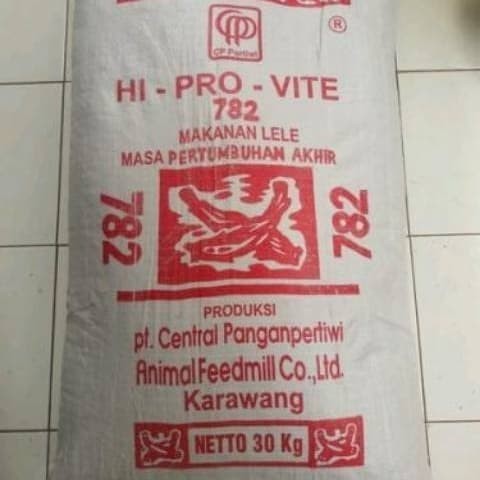 CP Pertiwi
®
HI - PRO - VITE
782
MAKANAN LELE
MASA PERTUMBUHAN AKHIR
782
782
PRODUKSI
pt. Central Panganpertiwi
Animal Feedmill Co.,Ltd.
Karawang
NETTO 30 Kg